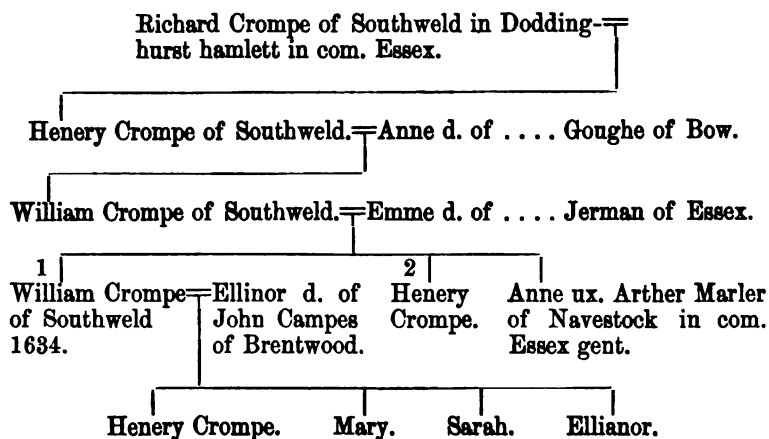 Richard Crompe of Southweld in Dodding-
hurst hamlett in com. Essex.
Henery Crompe of Southweld. Anne d. of . . . . Goughe of Bow.
William Crompe of Southweld. Emme d. of . . . . Jerman of Essex.
1
William Crompe
of Southweld
1634.
Ellinor d. of
John Campes
of Brentwood.
2
Henery
Crompe.
Anne ux. Arther Marler
of Navestock in com.
Essex gent.
Henery Crompe. Mary. Sarah. Ellianor.